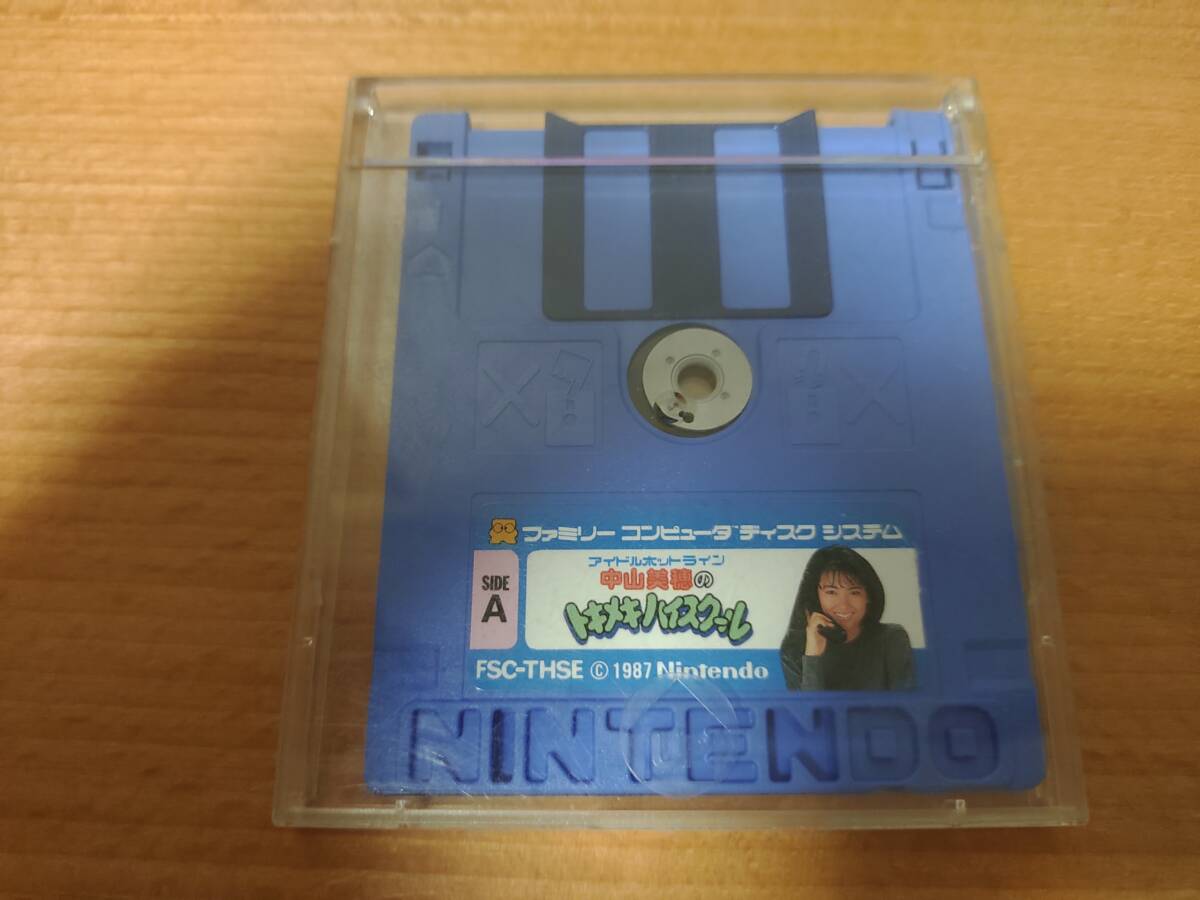 ファミリー コンピュータ™ ディスク システム
アイドルホットライン
中山美穂の
トキメキハイスクール
SIDE
A
FSC-THSE © 1987 Nintendo
NINTENDO